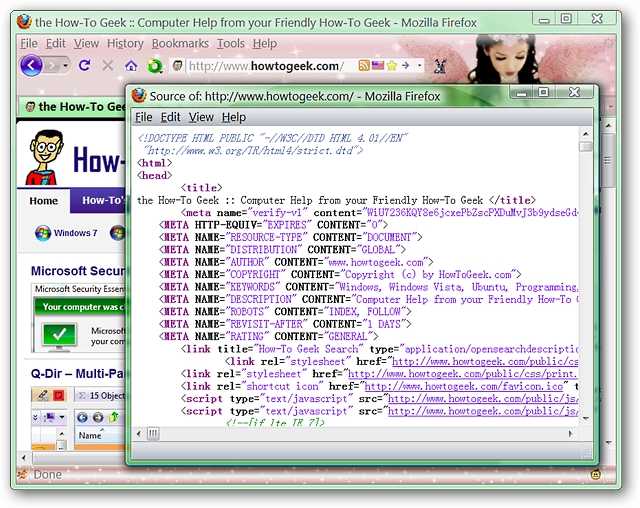 the How-To Geek :: Computer Help from your Friendly How-To Geek - Mozilla Firefox
File Edit View History Bookmarks Tools Help
http://www.howtogeek.com/
the How-To Gee
How-
Home How-To's
Windows 7
Microsoft Secur
Microsoft Security Essent
Your computer was c
Microsoft
your com
Q-Dir – Multi-Pa
15 Object
Name
Done
Source of: http://www.howtogeek.com/ - Mozilla Firefox
File Edit View Help
<!DOCTYPE HTML PUBLIC "-//W3C//DTD HTML 4.01//EN"
"http://www.w3.org/TR/html4/strict.dtd">
<html>
<head>
<title>
the How-To Geek :: Computer Help from your Friendly How-To Geek </title>
<meta name="verify-v1"
<META HTTP-EQUIV="EXPIRES" CONTENT="0">
<META NAME="RESOURCE-TYPE" CONTENT="DOCUMENT">
<META NAME="DISTRIBUTION" CONTENT="GLOBAL">
<META NAME="AUTHOR" CONTENT="www.howtogeek.com">
<META NAME="COPYRIGHT" CONTENT="Copyright (c) by HowToGeek.com">
<META NAME="KEYWORDS" CONTENT="Windows, Windows Vista, Ubuntu, Programming,
<META NAME="DESCRIPTION" CONTENT="Computer Help from your Friendly How-To G
<META NAME="ROBOTS" CONTENT="INDEX, FOLLOW">
<META NAME="REVISIT-AFTER" CONTENT="1 DAYS">
<META NAME="RATING" CONTENT="GENERAL">
<link title="How-To Geek Search" type="application/opensearchdescriptio
<link rel="stylesheet" href="http://www.howtogeek.com/public/cs
<link rel="stylesheet" href="http://www.howtogeek.com/public/css/print.
<link rel="shortcut icon" href="http://www.howtogeek.com/favicon.ico" t
<script type="text/javascript" src="http://www.howtogeek.com/public/js/
<script type="text/javascript" src="http://www.howtogeek.com/public/js/
<!--[if lte IE 7]>